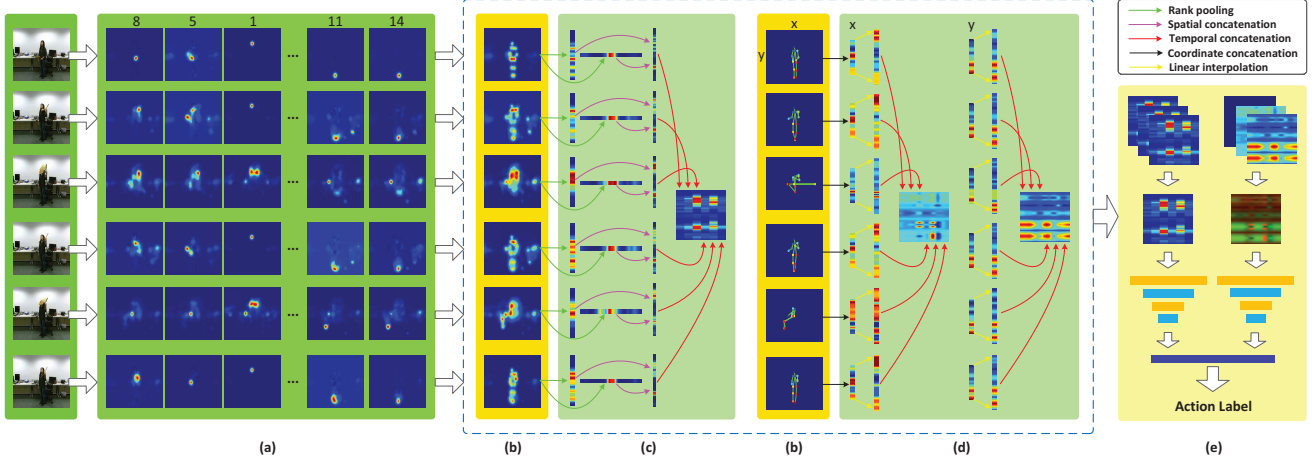 8 5 1 11 14
... 
...
...
...
...
...
x
y
x
y
Rank pooling
Spatial concatenation
Temporal concatenation
Coordinate concatenation
Linear interpolation
Action Label
(a) (b) (c) (b) (d) (e)